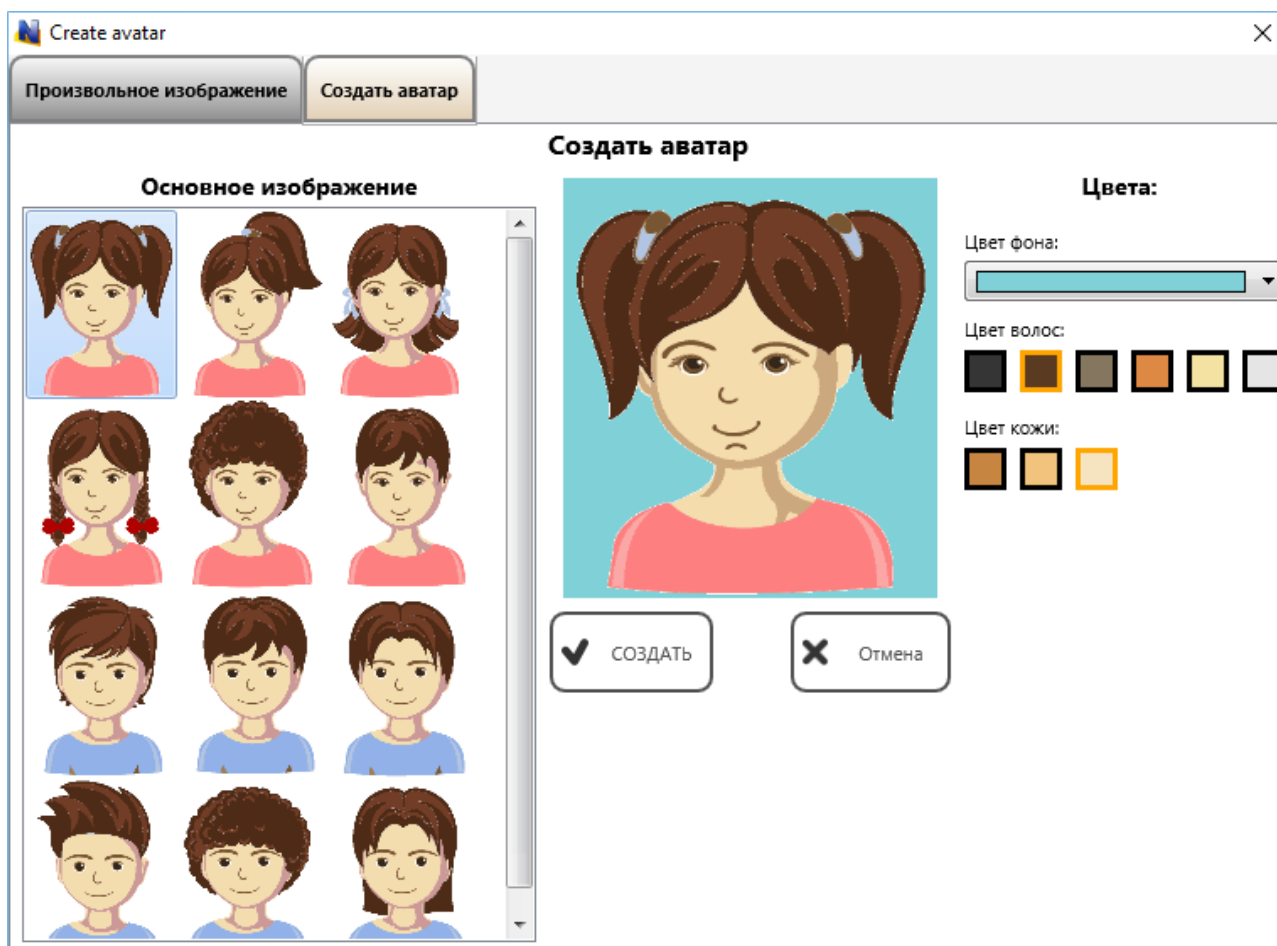 Create avatar
Произвольное изображение
Создать аватар
Создать аватар
Основное изображение
Цвета:
Цвет фона:
Цвет волос:
Цвет кожи:
СОЗДАТЬ
Отмена